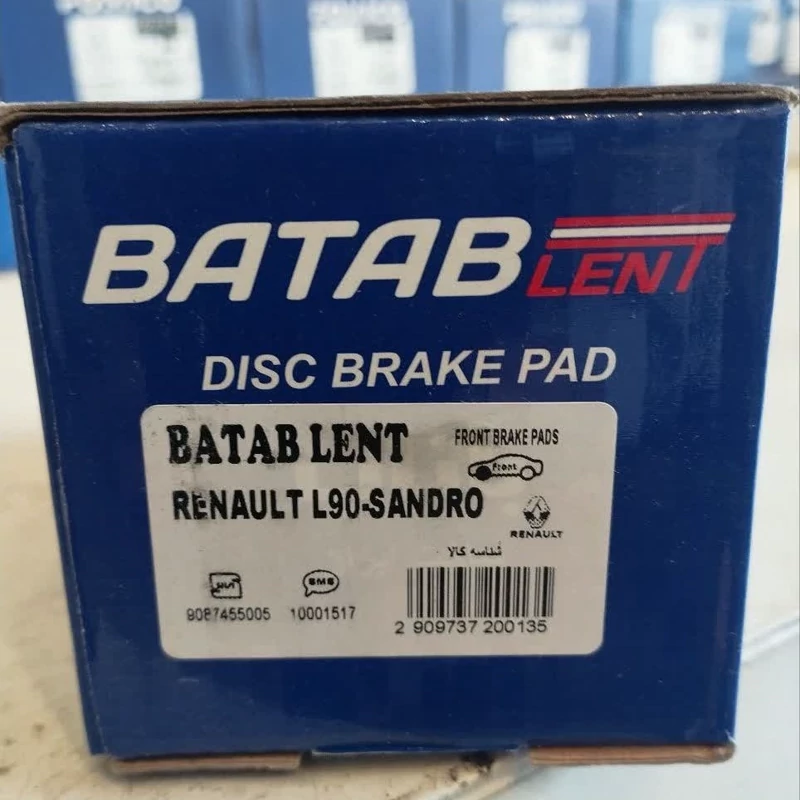 BATAB LENT
DISC BRAKE PAD
BATAB LENT
FRONT BRAKE PADS
Front
RENAULT L90-SANDRO
RENAULT
شناسه کالا
SMS
9087455005
10001517
2 909737 200135